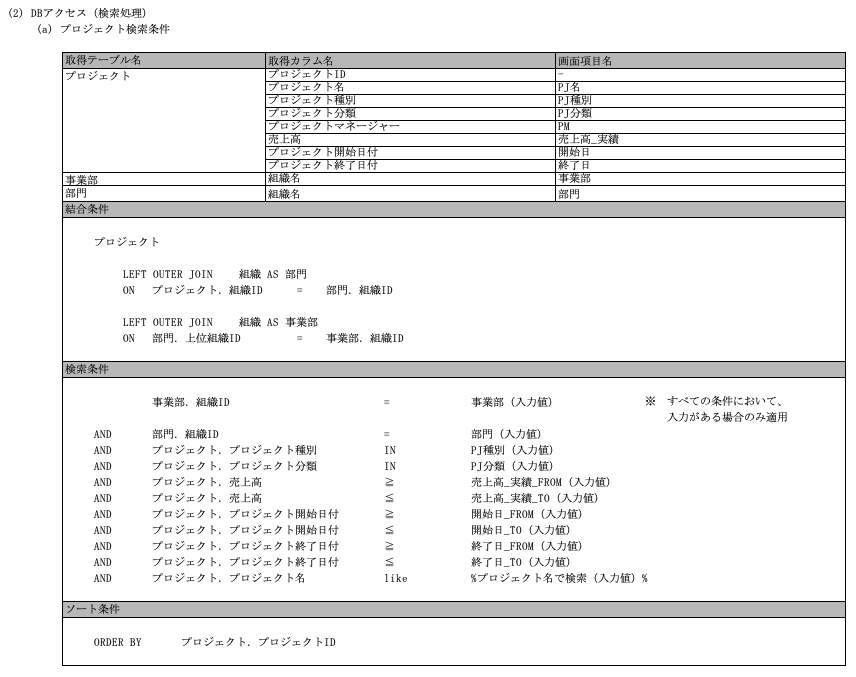 (2) DBアクセス（検索処理）
(a) プロジェクト検索条件
取得テーブル名 取得カラム名 画面項目名
プロジェクト プロジェクトID -
プロジェクト名 PJ名
プロジェクト種別 PJ種別
プロジェクト分類 PJ分類
プロジェクトマネージャー PM
売上高 売上高_実績
プロジェクト開始日付 開始日
プロジェクト終了日付 終了日
事業部 組織名 事業部
部門 組織名 部門
結合条件
プロジェクト
LEFT OUTER JOIN 組織 AS 部門
ON プロジェクト．組織ID = 部門．組織ID
LEFT OUTER JOIN 組織 AS 事業部
ON 部門．上位組織ID = 事業部．組織ID
検索条件
事業部．組織ID = 事業部（入力値） ※ すべての条件において、
入力がある場合のみ適用
AND 部門．組織ID = 部門（入力値）
AND プロジェクト．プロジェクト種別 IN PJ種別（入力値）
AND プロジェクト．プロジェクト分類 IN PJ分類（入力値）
AND プロジェクト．売上高 ≧ 売上高_実績_FROM（入力値）
AND プロジェクト．売上高 ≦ 売上高_実績_TO（入力値）
AND プロジェクト．プロジェクト開始日付 ≧ 開始日_FROM（入力値）
AND プロジェクト．プロジェクト開始日付 ≦ 開始日_TO（入力値）
AND プロジェクト．プロジェクト終了日付 ≧ 終了日_FROM（入力値）
AND プロジェクト．プロジェクト終了日付 ≦ 終了日_TO（入力値）
AND プロジェクト．プロジェクト名 like %プロジェクト名で検索（入力値）%
ソート条件
ORDER BY プロジェクト．プロジェクトID